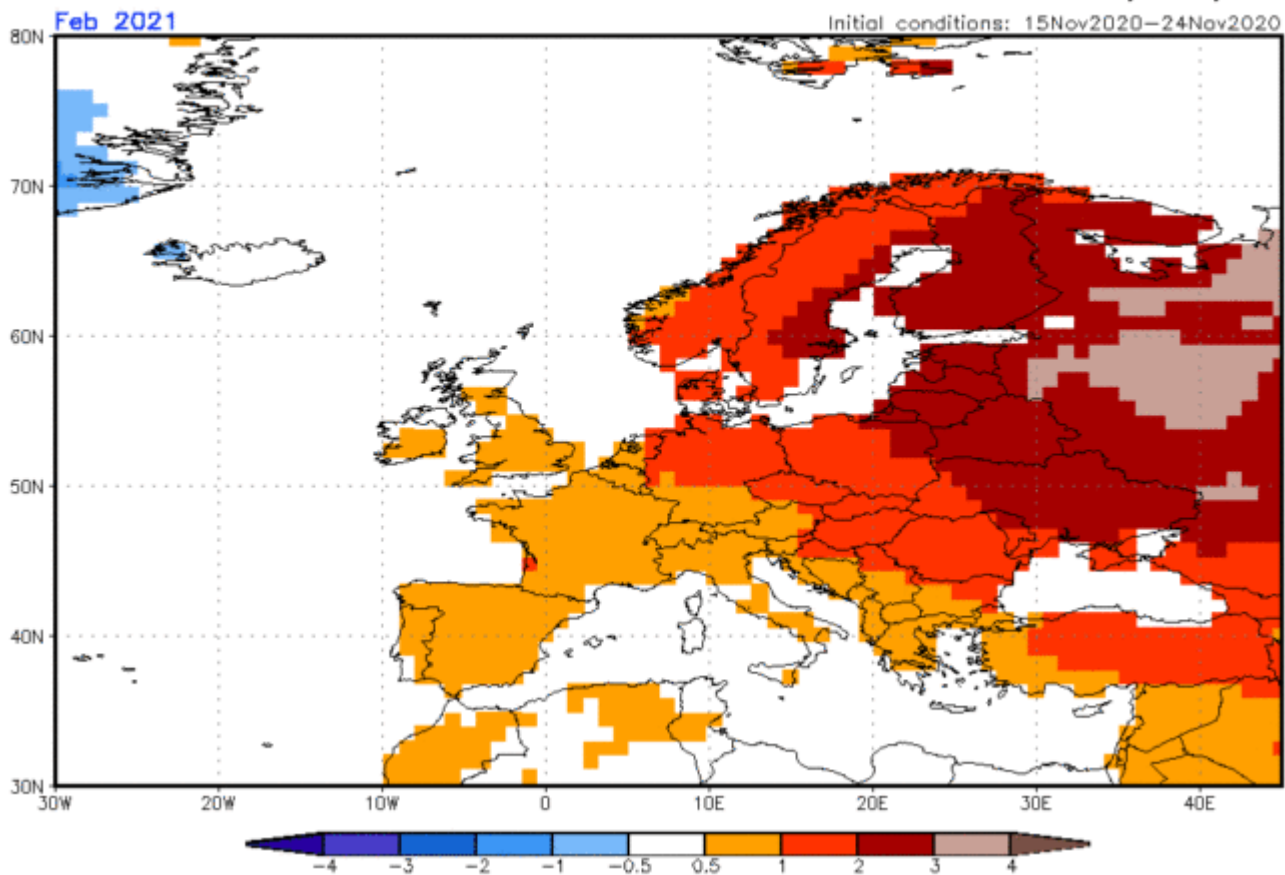 Feb 2021
Initial conditions: 15Nov2020–24Nov2020
80N
70N
60N
50N
40N
30N
30W 20W 10W 0 10E 20E 30E 40E
-4 -3 -2 -1 -0.5 0.5 1 2 3 4